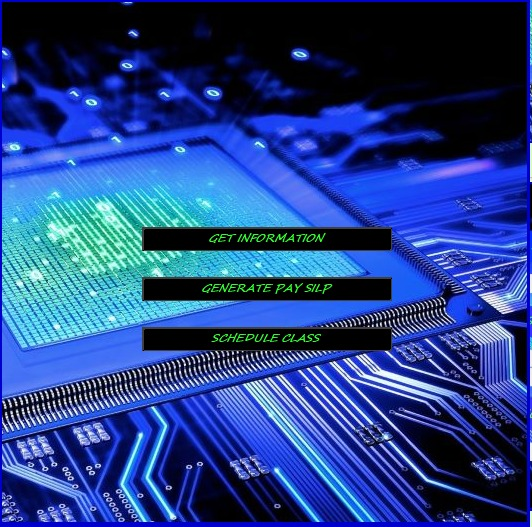 GET INFORMATION
GENERATE PAY SILP
SCHEDULE CLASS